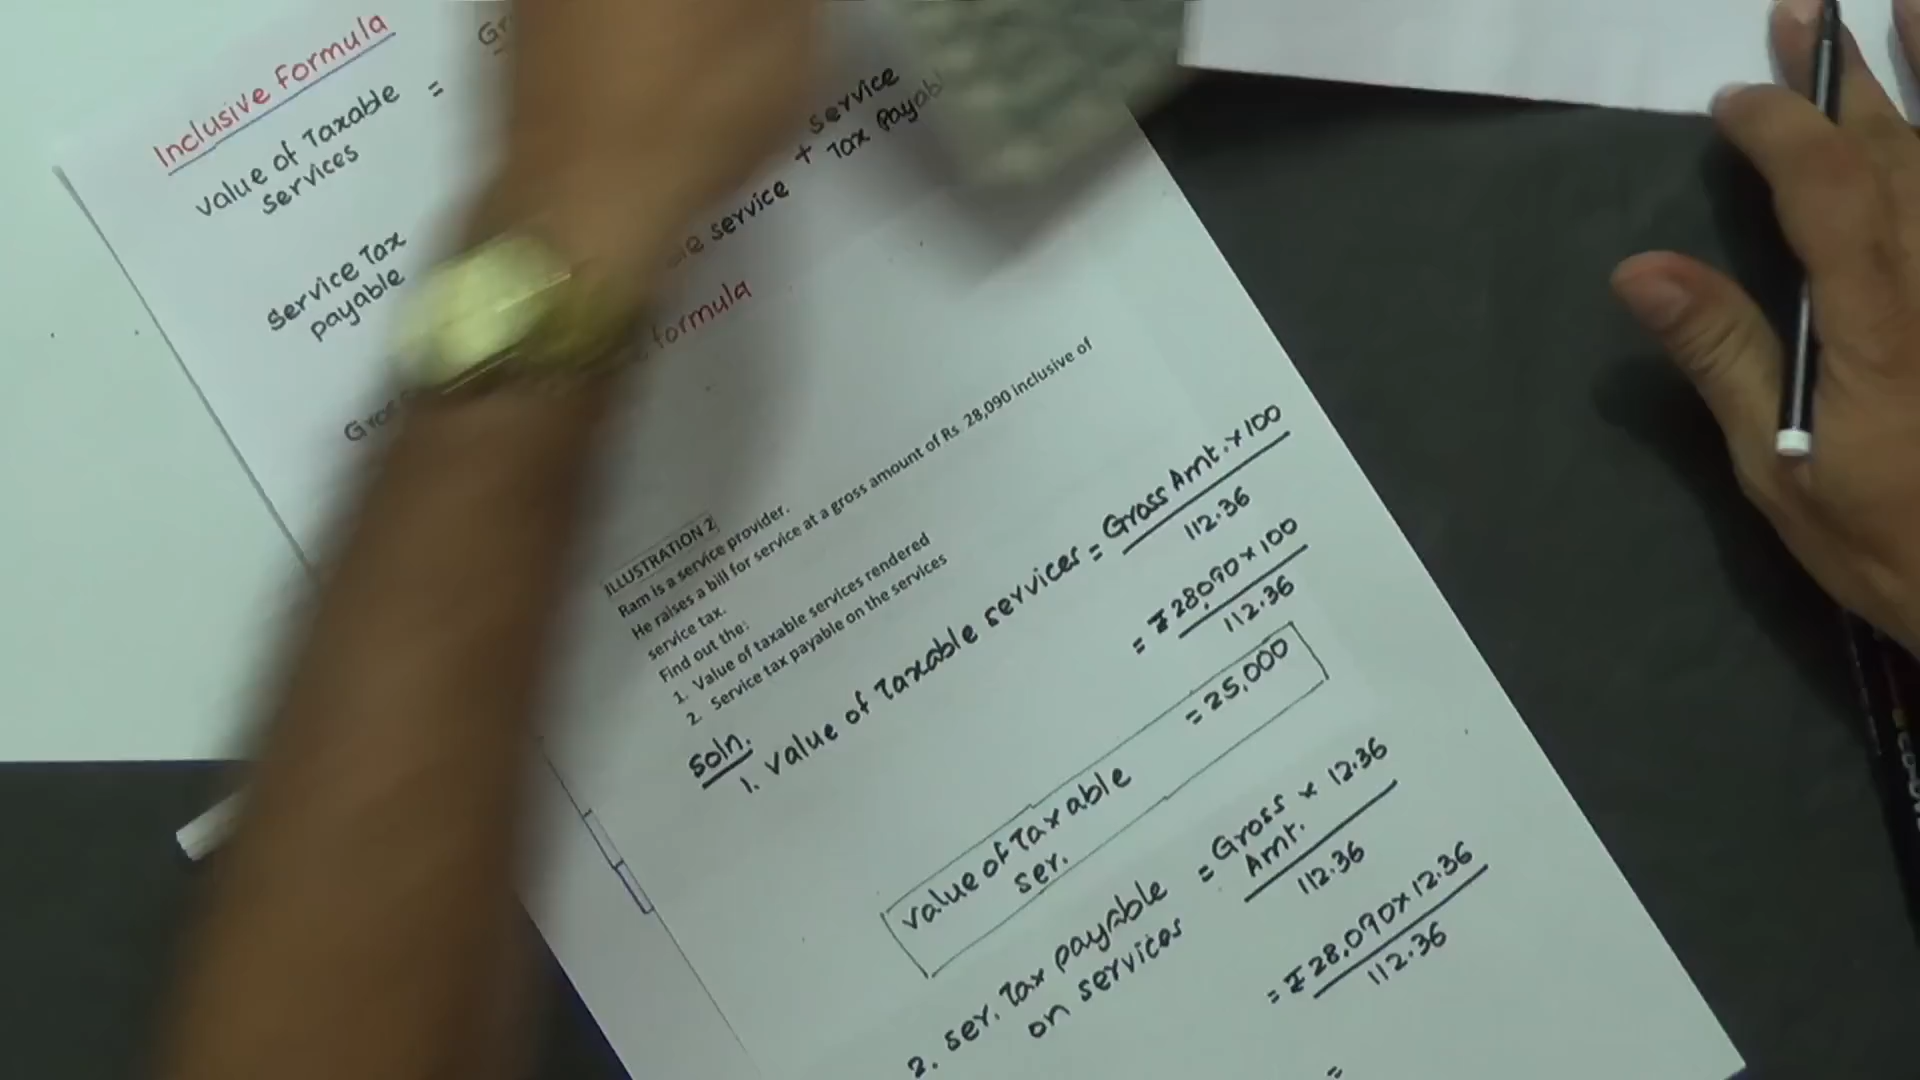 Inclusive Formula
value of Taxable =
services
service Tax
payable
+ service
Tax payabl
service
formula
ILLUSTRATION 2
Ram is a service provider.
He raises a bill for service at a gross amount of Rs 28,090 inclusive of
service tax.
Find out the:
1. Value of taxable services rendered
2. Service tax payable on the services
Soln.
1. Value of Taxable services = Gross Amt. × 100
112.36
= ₹ 28,090 × 100
112.36
= 25,000
Value of Taxable
ser.
2. ser. Tax payable = Gross × 12.36
on services Amt.
112.36
= ₹ 28,090 × 12.36
112.36
=